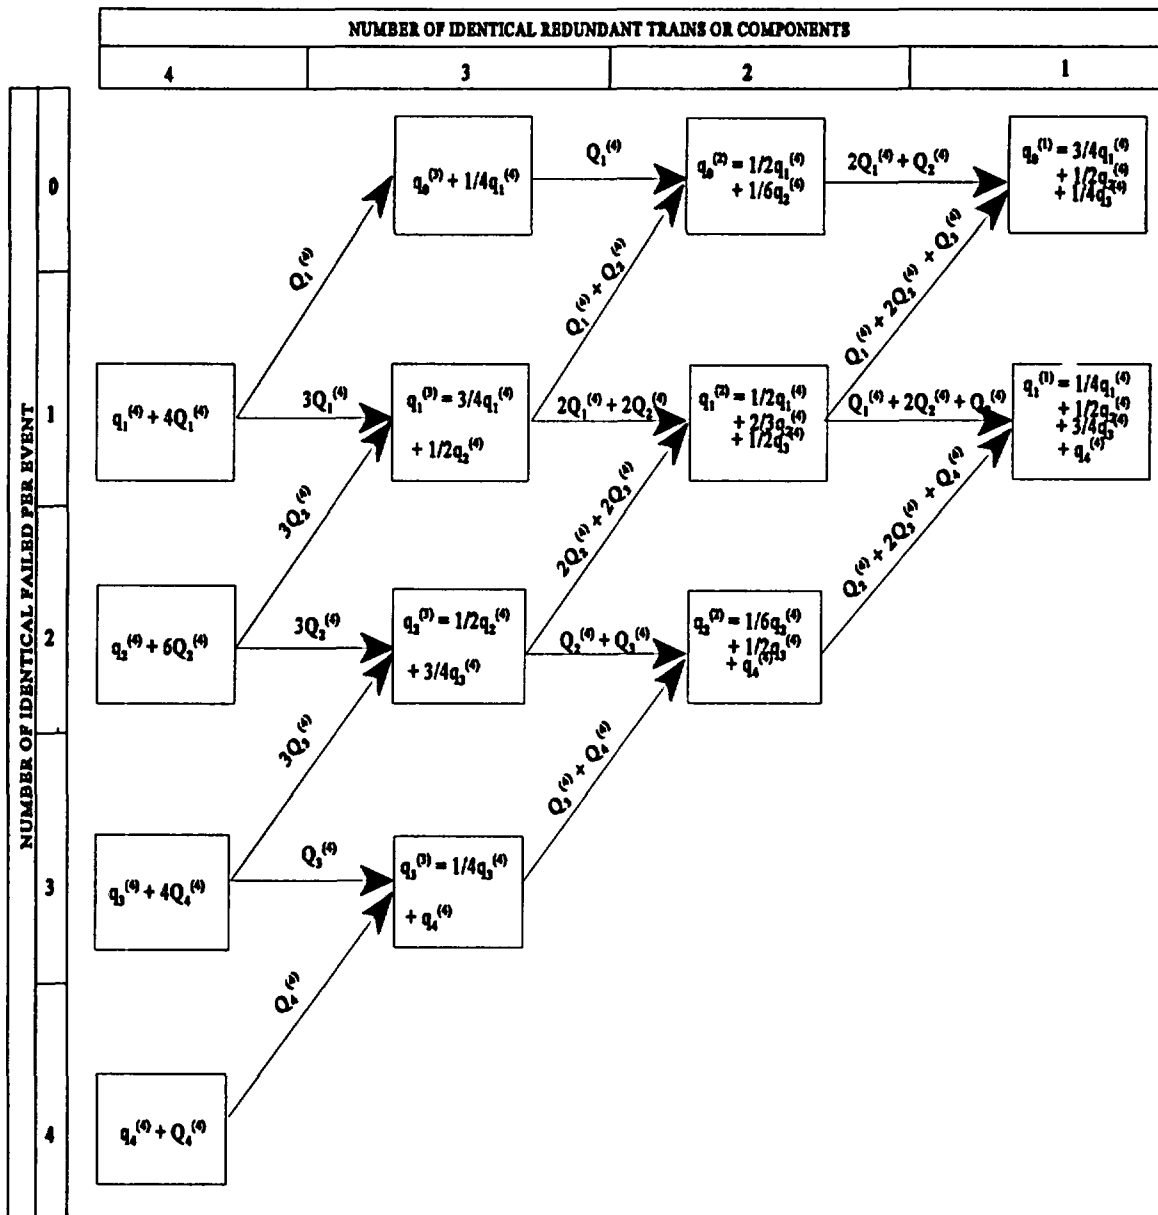 NUMBER OF IDENTICAL REDUNDANT TRAINS OR COMPONENTS
4 3 2 1
NUMBER OF IDENTICAL FAILED PER EVENT
0
q₀⁽³⁾ + 1/4q₁⁽⁴⁾
Q₁⁽⁴⁾
q₀⁽²⁾ = 1/2q₁⁽⁴⁾
+ 1/6q₂⁽⁴⁾
2Q₁⁽⁴⁾ + Q₂⁽⁴⁾
q₀⁽¹⁾ = 3/4q₁⁽⁴⁾
+ 1/2q₂⁽⁴⁾
+ 1/4q₃⁽⁴⁾
Q₁⁽⁴⁾
Q₁⁽⁴⁾ + Q₂⁽⁴⁾
Q₁⁽⁴⁾ + 2Q₂⁽⁴⁾ + Q₃⁽⁴⁾
1
q₁⁽⁴⁾ + 4Q₁⁽⁴⁾
3Q₁⁽⁴⁾
q₁⁽³⁾ = 3/4q₁⁽⁴⁾
+ 1/2q₂⁽⁴⁾
2Q₁⁽⁴⁾ + 2Q₂⁽⁴⁾
q₁⁽²⁾ = 1/2q₁⁽⁴⁾
+ 2/3q₂⁽⁴⁾
+ 1/2q₃⁽⁴⁾
Q₁⁽⁴⁾ + 2Q₂⁽⁴⁾ + Q₃⁽⁴⁾
q₁⁽¹⁾ = 1/4q₁⁽⁴⁾
+ 1/2q₂⁽⁴⁾
+ 3/4q₃⁽⁴⁾
+ q₄⁽⁴⁾
3Q₂⁽⁴⁾
2Q₂⁽⁴⁾ + 2Q₃⁽⁴⁾
Q₂⁽⁴⁾ + 2Q₃⁽⁴⁾ + Q₄⁽⁴⁾
2
q₂⁽⁴⁾ + 6Q₂⁽⁴⁾
3Q₂⁽⁴⁾
q₂⁽³⁾ = 1/2q₂⁽⁴⁾
+ 3/4q₃⁽⁴⁾
Q₂⁽⁴⁾ + Q₃⁽⁴⁾
q₂⁽²⁾ = 1/6q₂⁽⁴⁾
+ 1/2q₃⁽⁴⁾
+ q₄⁽⁴⁾
3Q₃⁽⁴⁾
Q₃⁽⁴⁾ + Q₄⁽⁴⁾
3
q₃⁽⁴⁾ + 4Q₄⁽⁴⁾
Q₃⁽⁴⁾
q₃⁽³⁾ = 1/4q₃⁽⁴⁾
+ q₄⁽⁴⁾
Q₄⁽⁴⁾
4
q₄⁽⁴⁾ + Q₄⁽⁴⁾